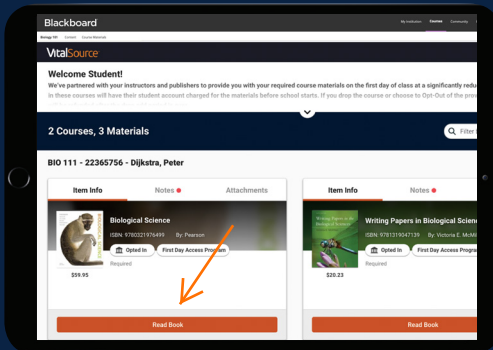 Blackboard
My Institution Courses Community
Biology 101 Content Course Materials
VitalSource
Welcome Student!
We've partnered with your instructors and publishers to provide you with your required course materials on the first day of class at a significantly redu
in these courses will have their student account charged for the materials before school starts. If you drop the course or choose to Opt-Out of the prov
2 Courses, 3 Materials
Filter
BIO 111 - 22365756 - Dijkstra, Peter
Item Info Notes Attachments
Biological Science
ISBN: 9780321976499 By: Pearson
Opted In First Day Access Program
Required
$59.95
Read Book
Item Info Notes
Writing Papers in the Biological Sciences
Writing Papers in Biological Scien
ISBN: 9781319047139 By: Victoria E. McMil
Opted In First Day Access Progra
Required
$20.23
Read Book